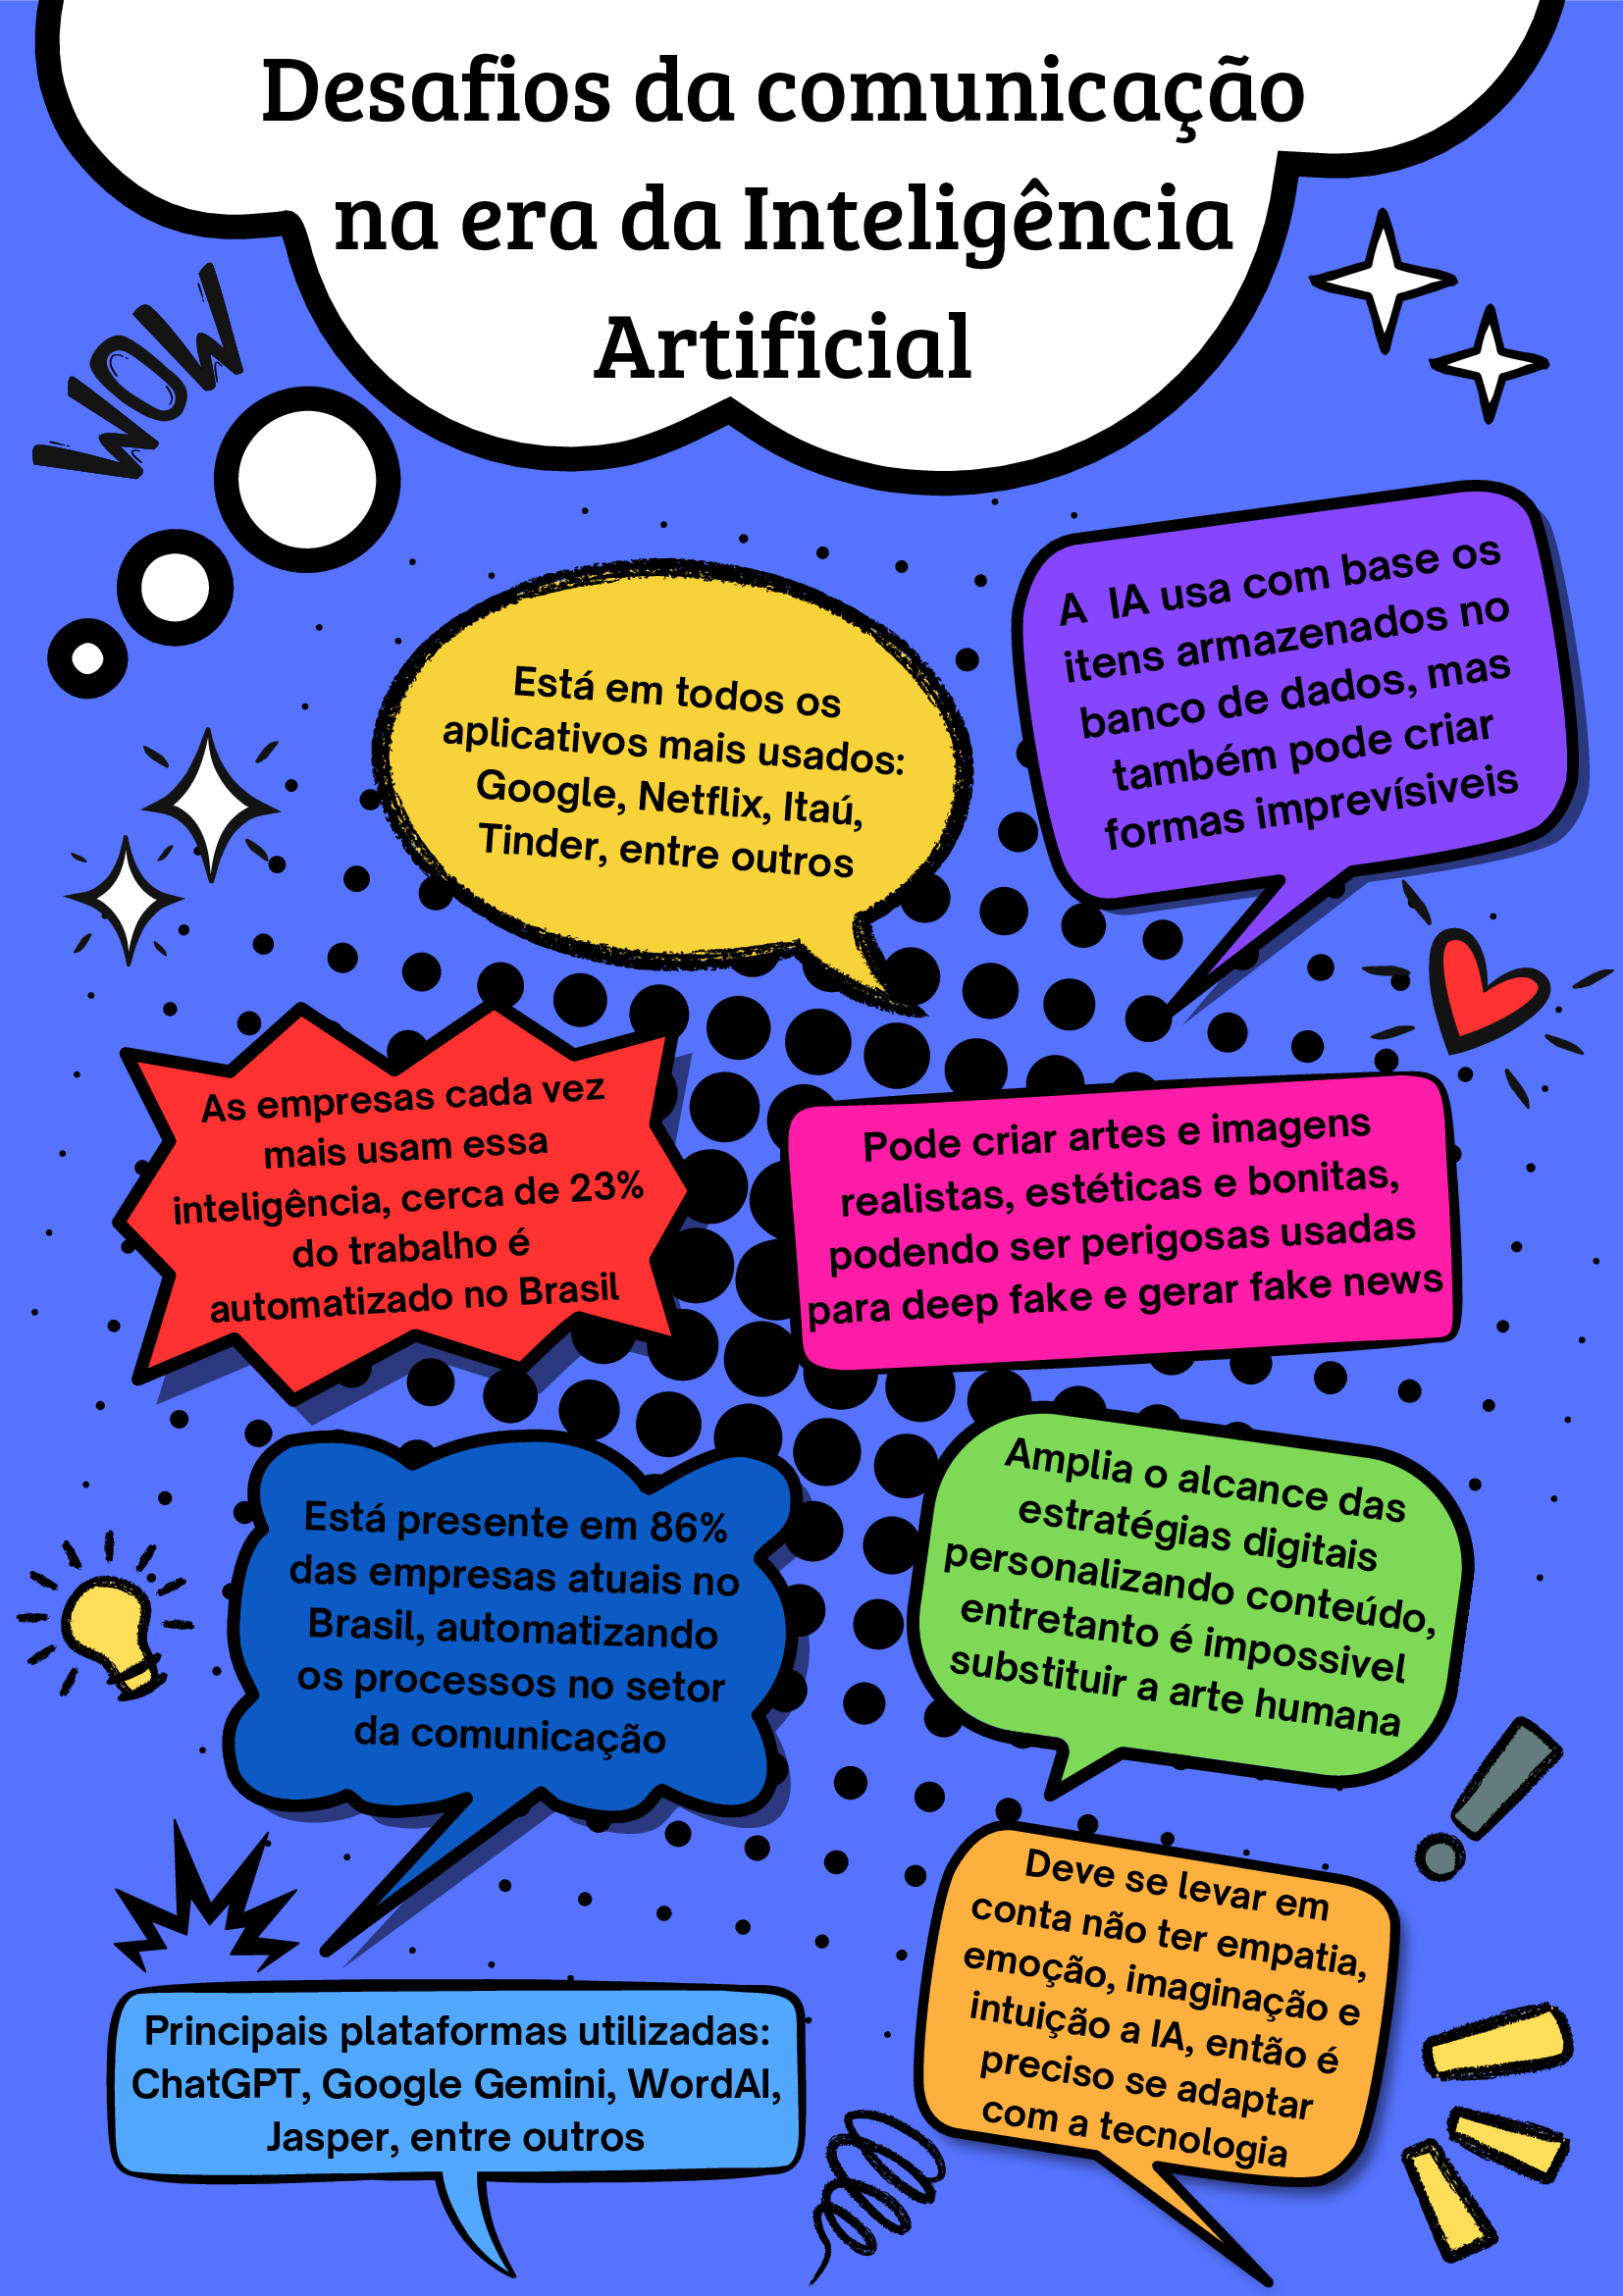 Desafios da comunicação
na era da Inteligência
Artificial
WOW
Está em todos os
aplicativos mais usados:
Google, Netflix, Itaú,
Tinder, entre outros
A IA usa com base os
itens armazenados no
banco de dados, mas
também pode criar
formas imprevísiveis
As empresas cada vez
mais usam essa
inteligência, cerca de 23%
do trabalho é
automatizado no Brasil
Pode criar artes e imagens
realistas, estéticas e bonitas,
podendo ser perigosas usadas
para deep fake e gerar fake news
Está presente em 86%
das empresas atuais no
Brasil, automatizando
os processos no setor
da comunicação
Amplia o alcance das
estratégias digitais
personalizando conteúdo,
entretanto é impossivel
substituir a arte humana
Principais plataformas utilizadas:
ChatGPT, Google Gemini, WordAI,
Jasper, entre outros
Deve se levar em
conta não ter empatia,
emoção, imaginação e
intuição a IA, então é
preciso se adaptar
com a tecnologia